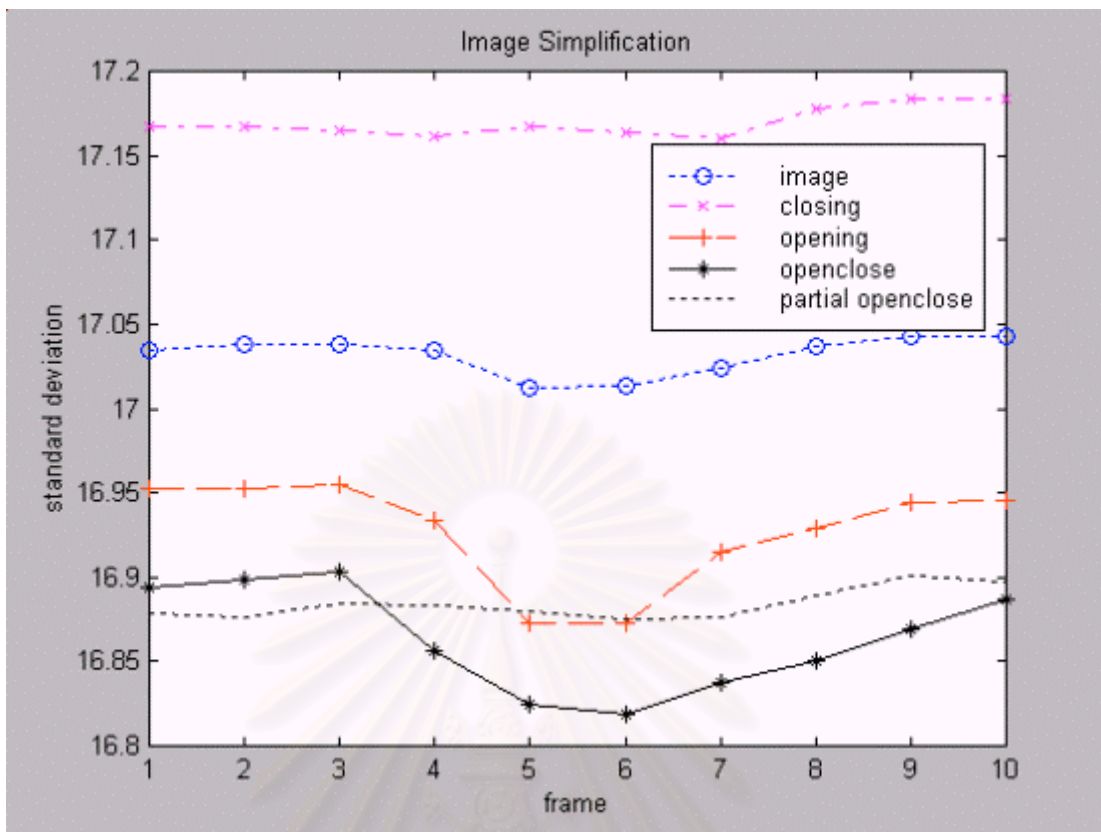 Image Simplification
17.2
17.15
17.1
17.05
17
16.95
16.9
16.85
16.8
standard deviation
image
closing
opening
openclose
partial openclose
1 2 3 4 5 6 7 8 9 10
frame